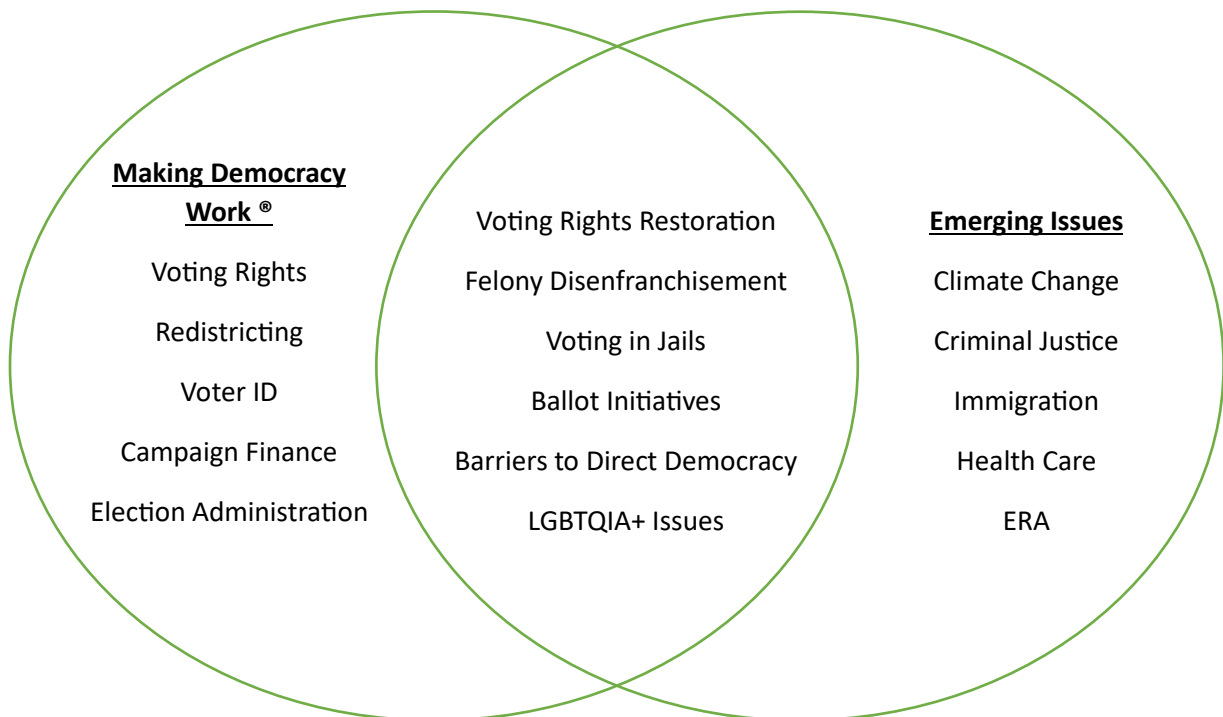 Making Democracy
Work ®
Voting Rights
Redistricting
Voter ID
Campaign Finance
Election Administration
Voting Rights Restoration
Felony Disenfranchisement
Voting in Jails
Ballot Initiatives
Barriers to Direct Democracy
LGBTQIA+ Issues
Emerging Issues
Climate Change
Criminal Justice
Immigration
Health Care
ERA